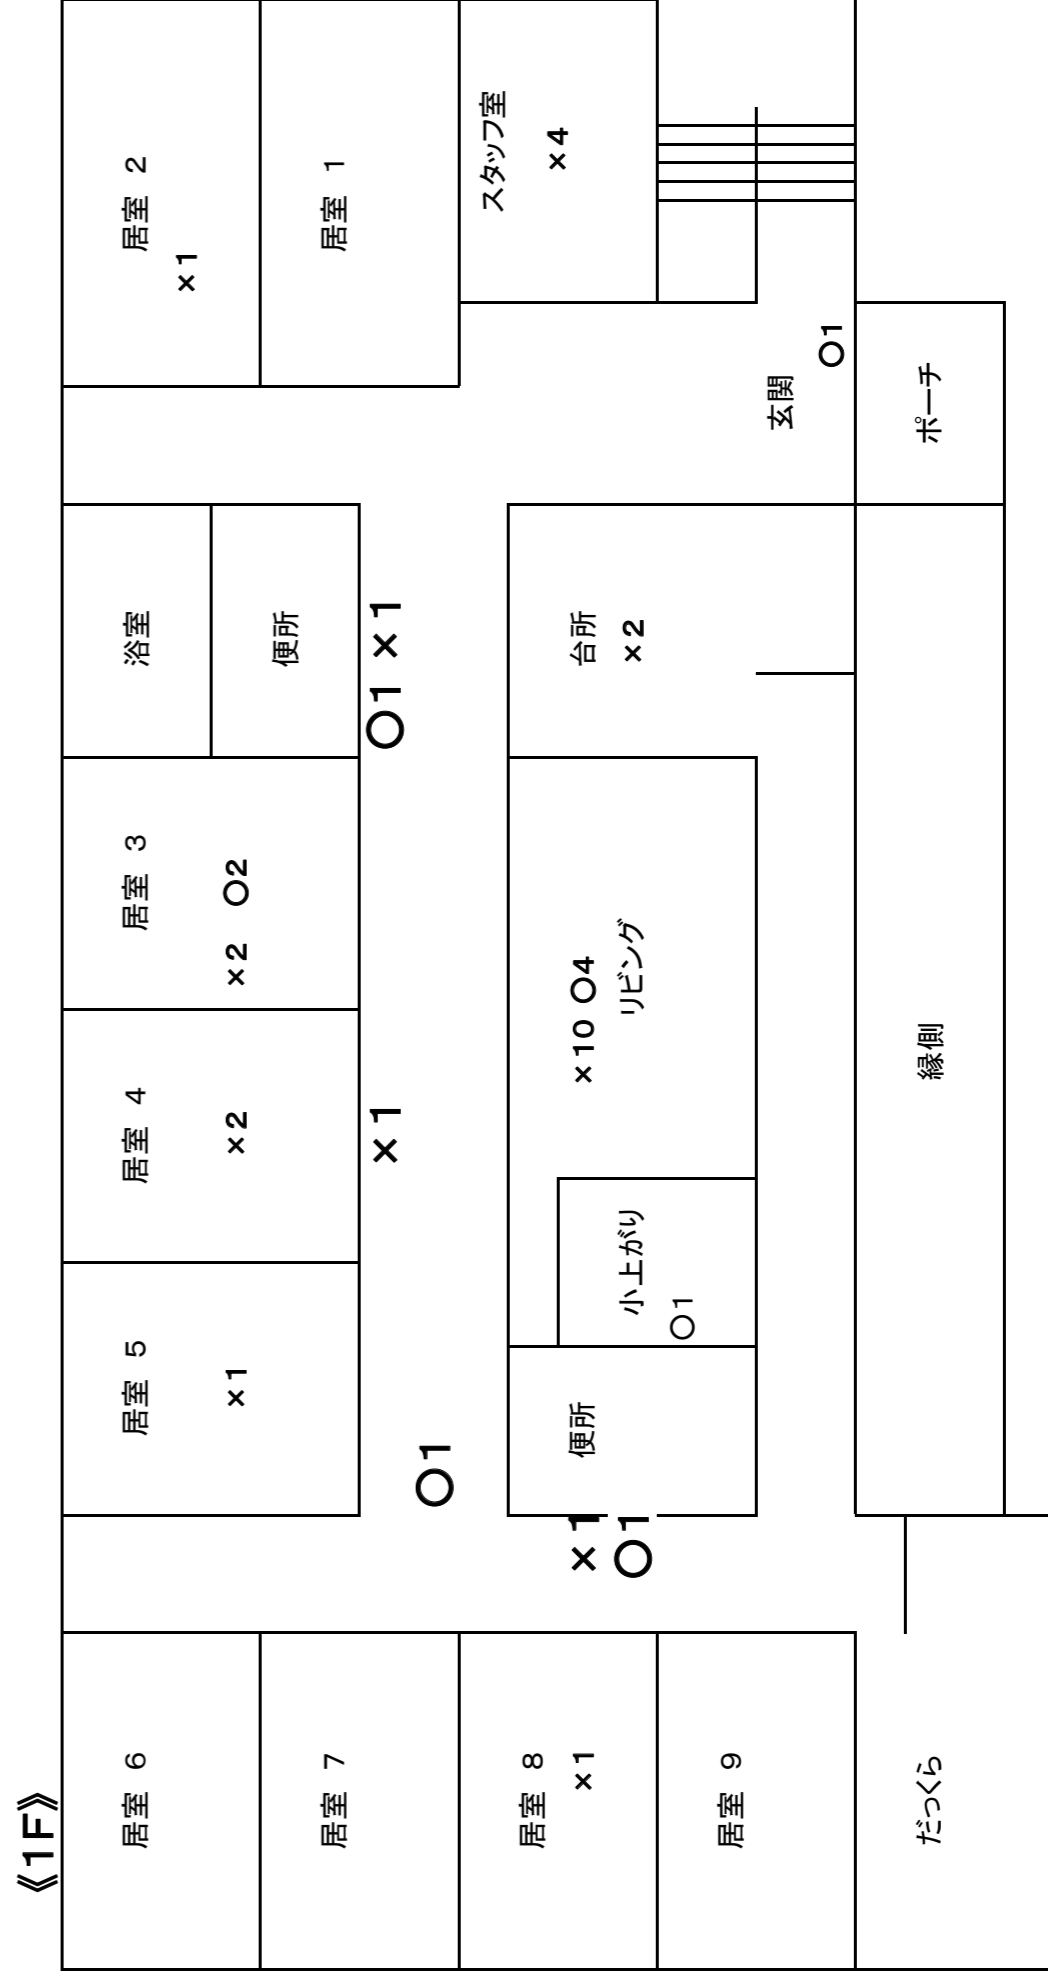 《1F》
居室 6
居室 5
居室 4
居室 3
浴室
居室 2
×1
×1
×2
×2 ○2
便所
居室 7
居室 1
×1
○1 ×1
○1
スタッフ室
×4
居室 8
×1
×1
○1
便所
小上がり
○1
×10 ○4
リビング
台所
×2
居室 9
玄関
○1
だっくら
縁側
ポーチ